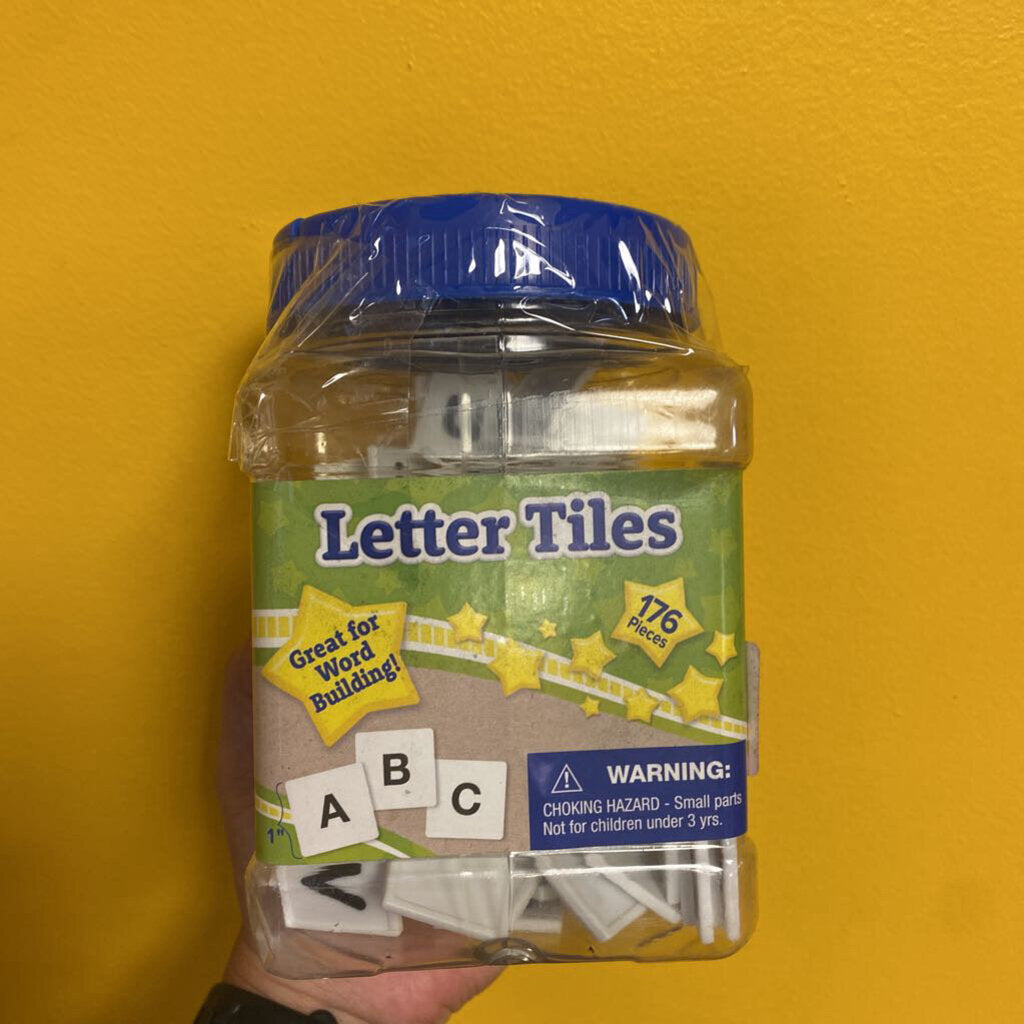 Letter Tiles
176
Pieces
Great for
Word
Building!
A
B
C
1"
WARNING:
CHOKING HAZARD - Small parts
Not for children under 3 yrs.